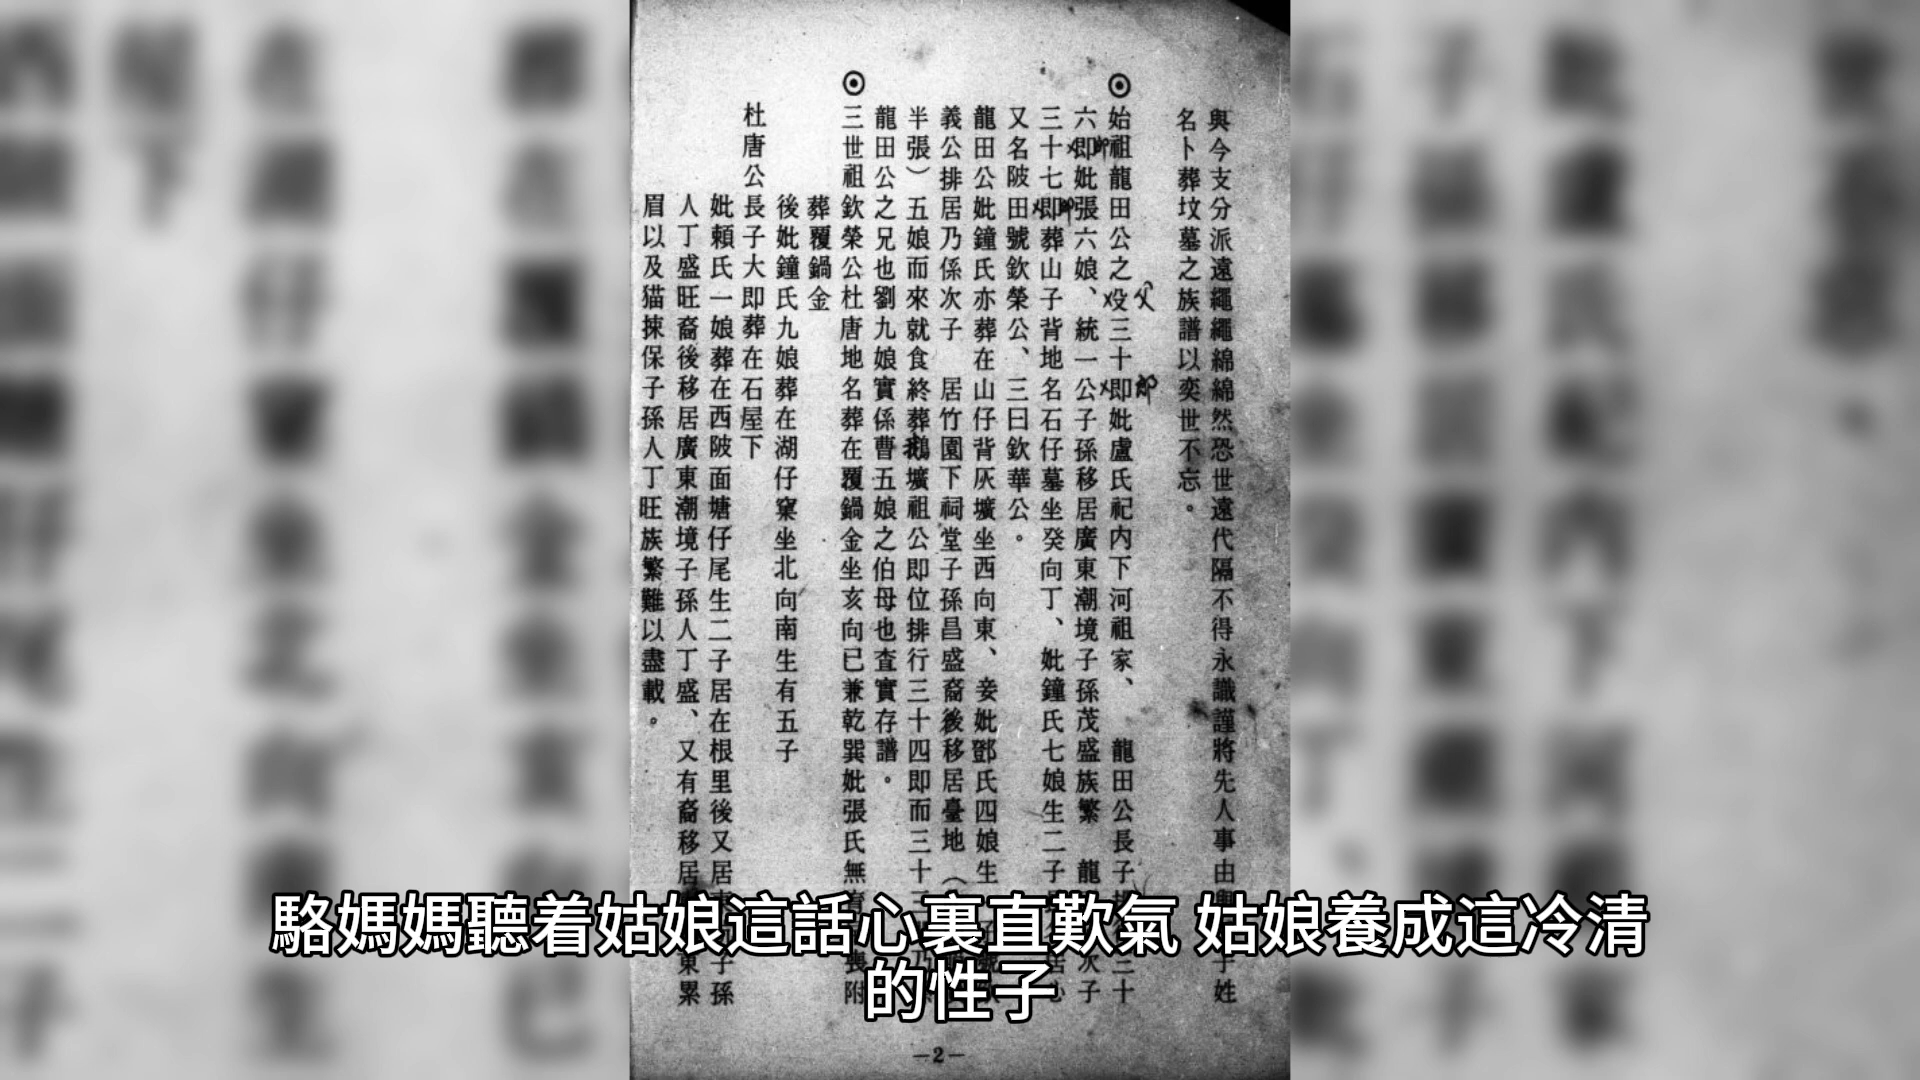 與今支分派遠繩繩綿綿然恐世遠代隔不得永識謹將先人事由 子姓
名卜葬坟墓之族譜以奕世不忘。
⊙始祖龍田公之 三十即妣盧氏祀內下河祖家、 龍田公長子 三十
父 郎
六即妣張六娘、統一公子孫移居廣東潮境子孫茂盛族繁 龍 次子
郎
三十七即葬山子背地名石仔墓坐癸向丁、妣鐘氏七娘生二子
又名陂田號欽榮公、三曰欽華公。
龍田公妣鐘氏亦葬在山仔背灰壙坐西向東、妾妣鄧氏四娘生
義公排居乃係次子 居竹園下祠堂子孫昌盛裔後移居臺地（
半張）五娘而來就食終葬 壙祖公即位排行三十四即而三十
龍田公之兄也劉九娘實係曹五娘之伯母也查實存譜。
⊙三世祖欽榮公杜唐地名葬在覆鍋金坐亥向已兼乾巽妣張氏無 附
葬覆鍋金
後妣鐘氏九娘葬在湖仔窠坐北向南生有五子
杜唐公長子大即葬在石屋下
妣賴氏一娘葬在西陂面塘仔尾生二子居在根里後又居 子孫
人丁盛旺裔後移居廣東潮境子孫人丁盛、又有裔移居 東累
眉以及猫捒保子孫人丁旺族繁難以盡載。
駱媽媽聽着姑娘這話心裏直歎氣 姑娘養成這冷清
的性子
—2—